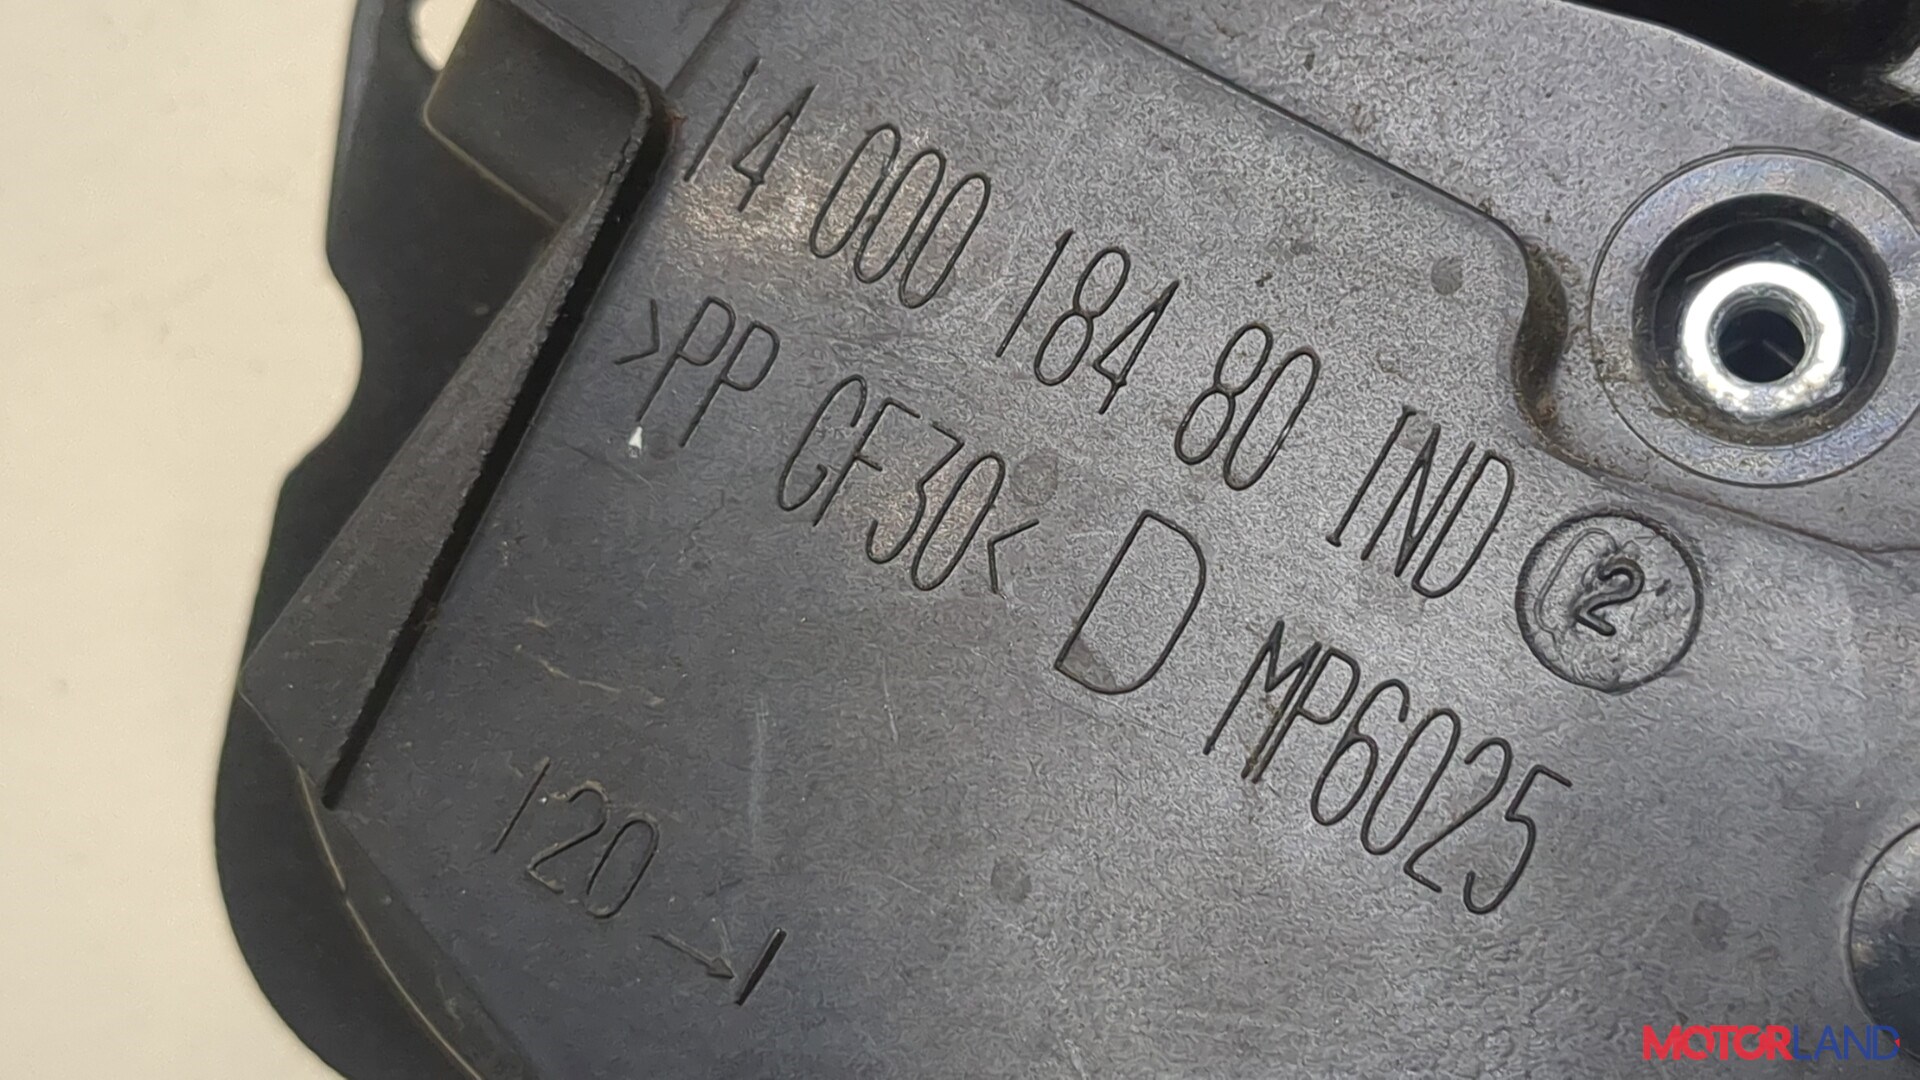 14 000 184 80 IND 2
>PP GF30< D MP6025
120
MOTORLAND